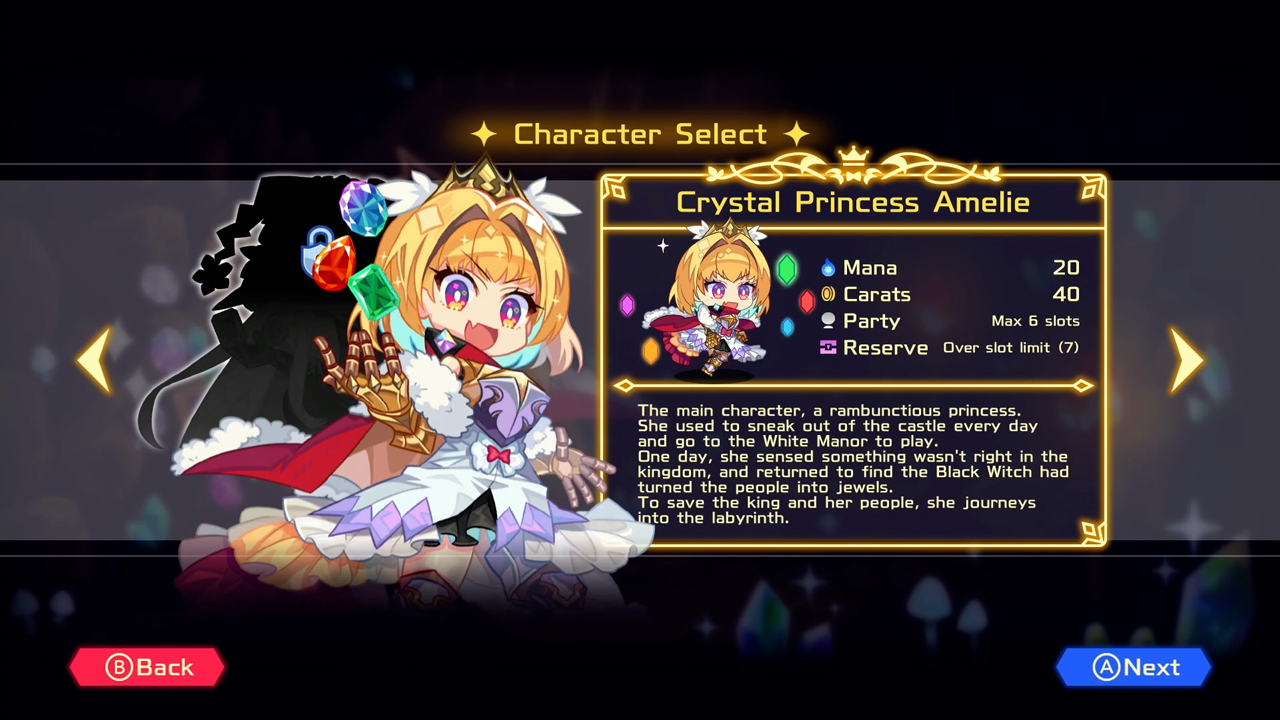 Character Select
Crystal Princess Amelie
Mana 20
Carats 40
Party Max 6 slots
Reserve Over slot limit (7)
The main character, a rambunctious princess.
She used to sneak out of the castle every day
and go to the White Manor to play.
One day, she sensed something wasn't right in the
kingdom, and returned to find the Black Witch had
turned the people into jewels.
To save the king and her people, she journeys
into the labyrinth.
B Back
A Next